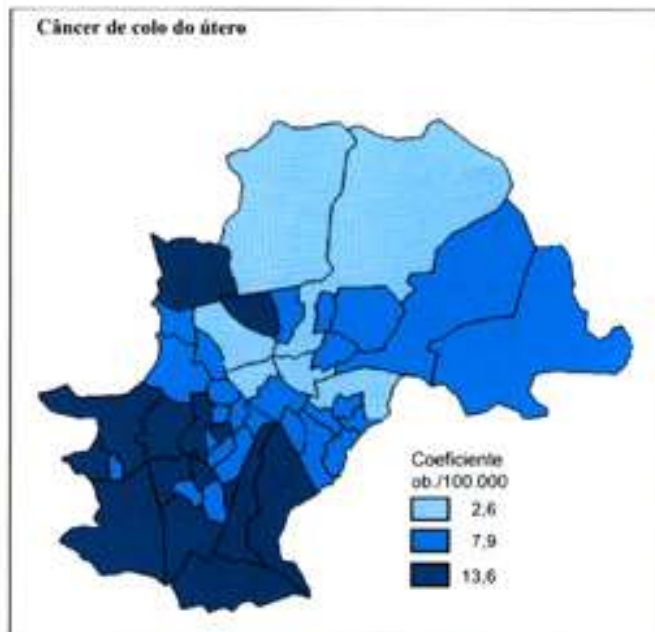 Câncer de colo do útero
Coeficiente
ob./100.000
2,6
7,9
13,6